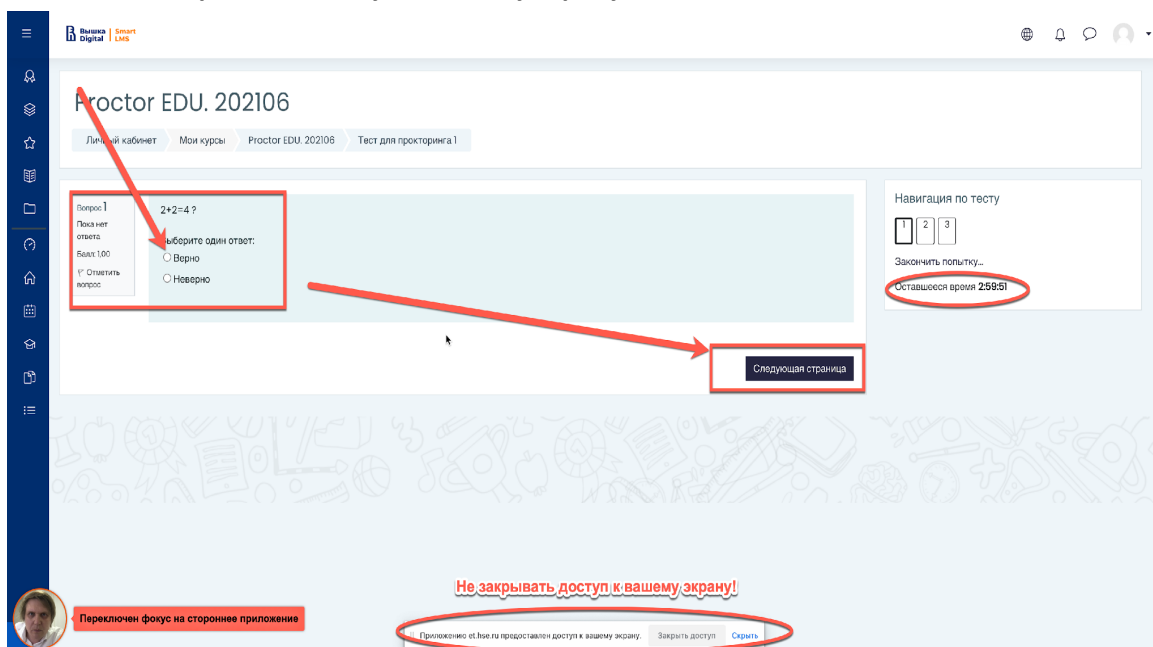 Вышка Digital | Smart LMS
Proctor EDU. 202106
Личный кабинет
Мои курсы
Proctor EDU. 202106
Тест для прокторинга 1
Вопрос 1
Пока нет
ответа
Балл: 1,00
Отметить
вопрос
2+2=4 ?
Выберите один ответ:
Верно
Неверно
Следующая страница
Навигация по тесту
1 2 3
Закончить попытку...
Оставшееся время 2:59:51
Не закрывать доступ к вашему экрану!
Переключен фокус на стороннее приложение
Приложению et.hse.ru предоставлен доступ к вашему экрану.
Закрыть доступ
Скрыть